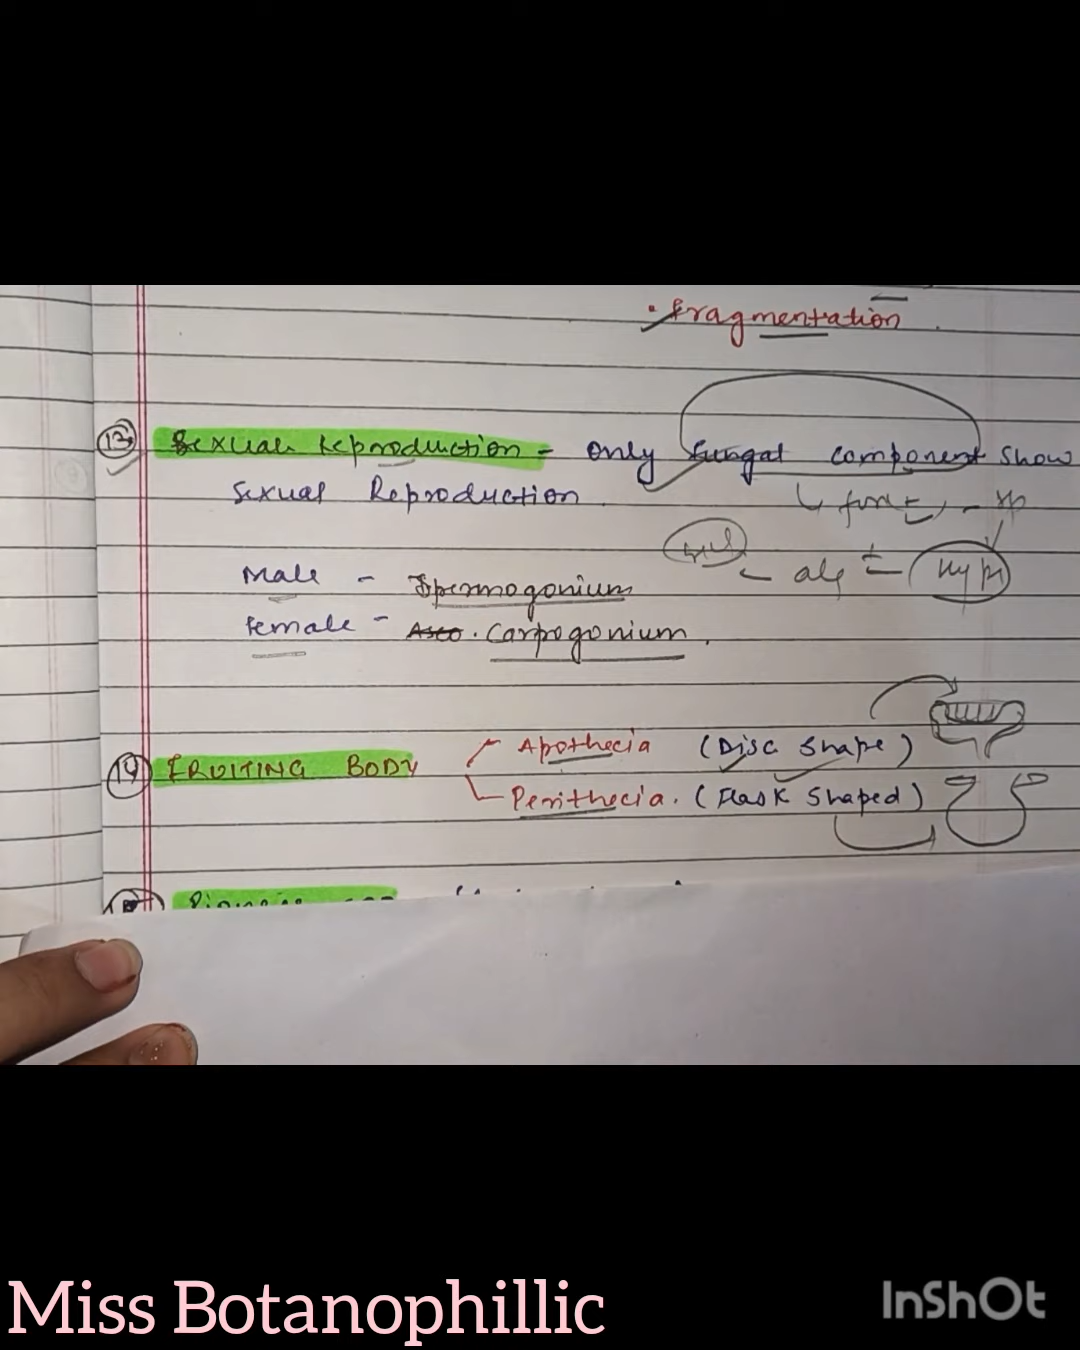 • Fragmentation
13 Sexual Reproduction - only fungal component show
Sexual Reproduction
Male - Spermogonium
female - Asco. Carpogonium.
14 FRUITING BODY
Apothecia (Disc shape)
Perithecia. (Flask shaped)
Miss Botanophillic
InShOt